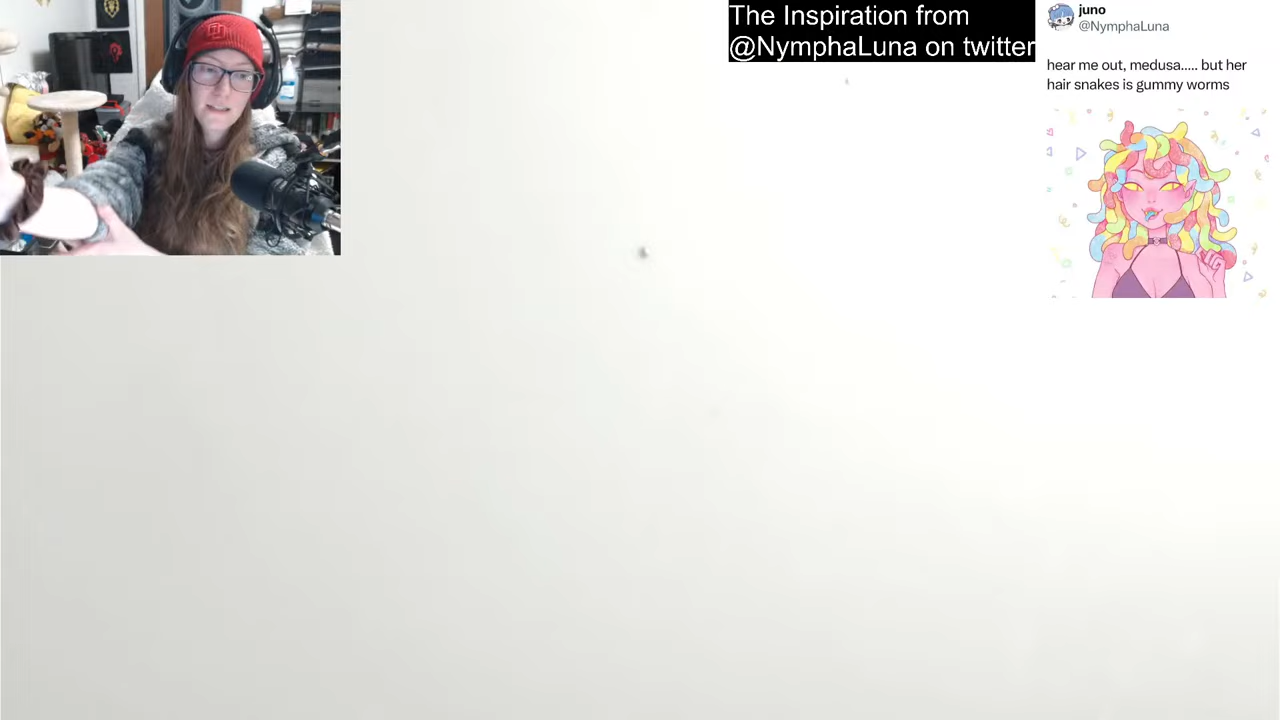 The Inspiration from
@NymphaLuna on twitter
juno
@NymphaLuna
hear me out, medusa..... but her
hair snakes is gummy worms